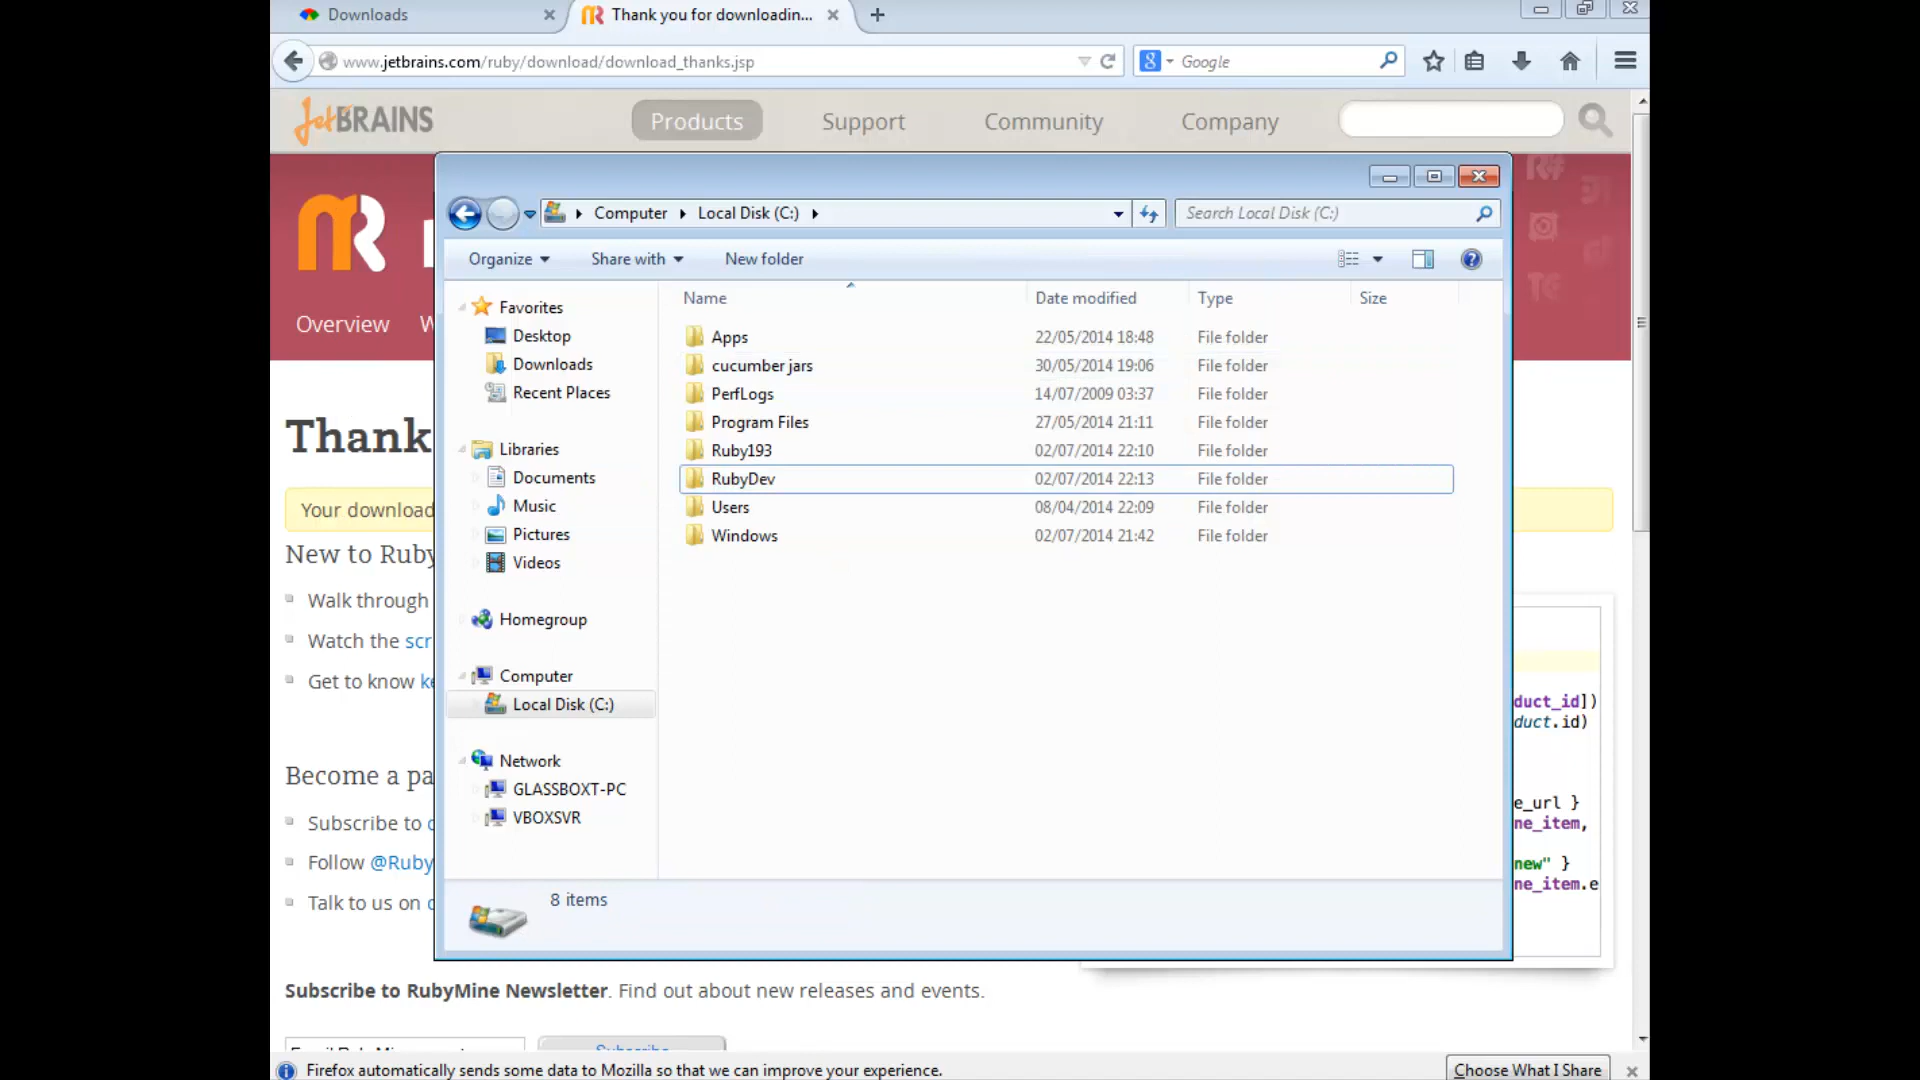 Downloads
Thank you for downloadin...
www.jetbrains.com/ruby/download/download_thanks.jsp
Google
JetBRAINS
Products
Support
Community
Company
Overview
Computer
Local Disk (C:)
Search Local Disk (C:)
Organize
Share with
New folder
Name
Date modified
Type
Size
Favorites
Desktop
Downloads
Recent Places
Libraries
Documents
Music
Pictures
Videos
Homegroup
Computer
Local Disk (C:)
Network
GLASSBOXT-PC
VBOXSVR
Apps 22/05/2014 18:48 File folder
cucumber jars 30/05/2014 19:06 File folder
PerfLogs 14/07/2009 03:37 File folder
Program Files 27/05/2014 21:11 File folder
Ruby193 02/07/2014 22:10 File folder
RubyDev 02/07/2014 22:13 File folder
Users 08/04/2014 22:09 File folder
Windows 02/07/2014 21:42 File folder
8 items
Thank
Your download
New to Ruby
Walk through
Watch the scr
Get to know ke
Become a pa
Subscribe to
Follow @Ruby
Talk to us on
duct_id])
duct.id)
e_url }
ne_item,
new" }
ne_item.e
Subscribe to RubyMine Newsletter. Find out about new releases and events.
Firefox automatically sends some data to Mozilla so that we can improve your experience.
Choose What I Share